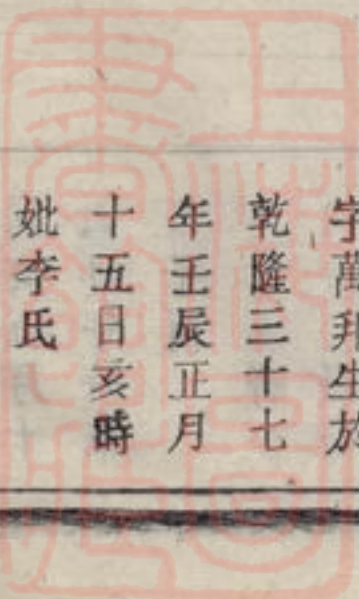 字萬邦生於
乾隆三十七
年壬辰正月
十五日亥時
妣李氏